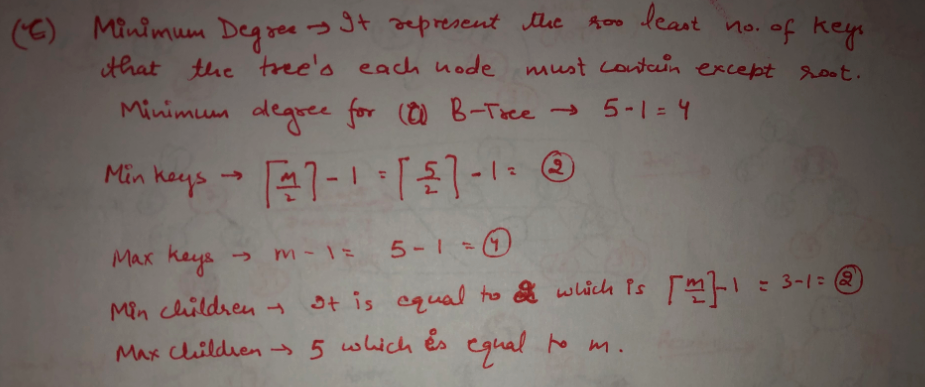 (E) Minimum Degree → It represent the least no. of keys
that the tree's each node must contain except root.
Minimum degree for (a) B-Tree → 5-1 = 4
Min keys → ⌈m/2⌉ - 1 = ⌈5/2⌉ - 1 = 2
Max keys → m - 1 = 5 - 1 = 4
Min children → It is equal to 2 which is ⌈m/2⌉-1 = 3-1 = 2
Max children → 5 which is equal to m.